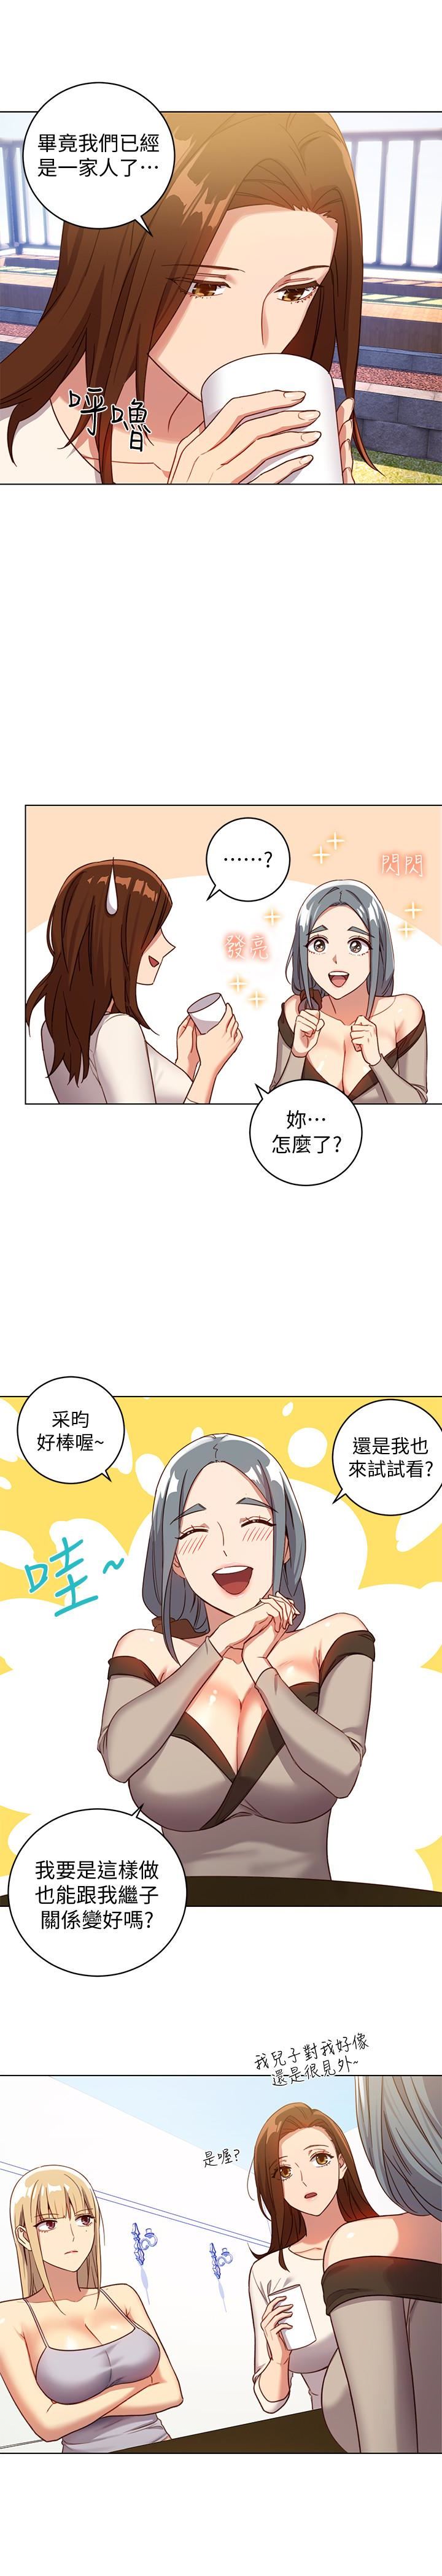 畢竟我們已經
是一家人了…
呼嚕
……?
閃閃
發亮
妳…
怎麼了?
采昀
好棒喔~
還是我也
來試試看?
哇~
我要是這樣做
也能跟我繼子
關係變好嗎?
我兒子對我好像
還是很見外~
是喔?